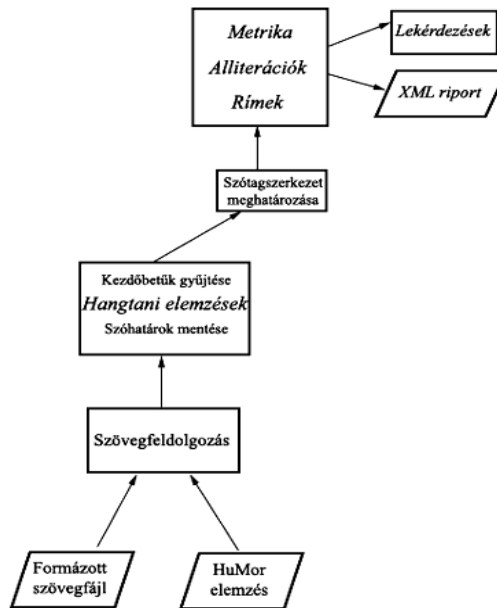 Metrika
Alliterációk
Rímek
Lekérdezések
XML riport
Szótagszerkezet
meghatározása
Kezdőbetűk gyűjtése
Hangtani elemzések
Szóhatárok mentése
Szövegfeldolgozás
Formázott
szövegfájl
HuMor
elemzés